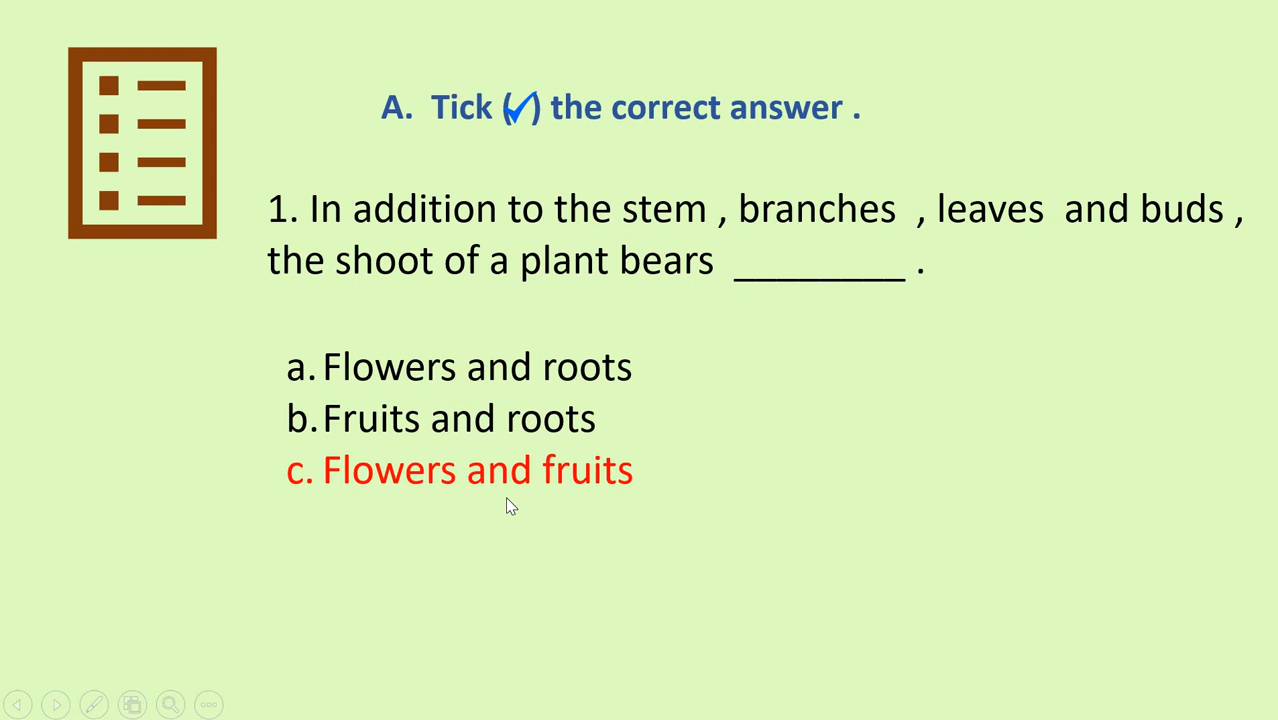 A. Tick (✓) the correct answer .
1. In addition to the stem , branches , leaves and buds ,
the shoot of a plant bears ________ .
a. Flowers and roots
b. Fruits and roots
c. Flowers and fruits